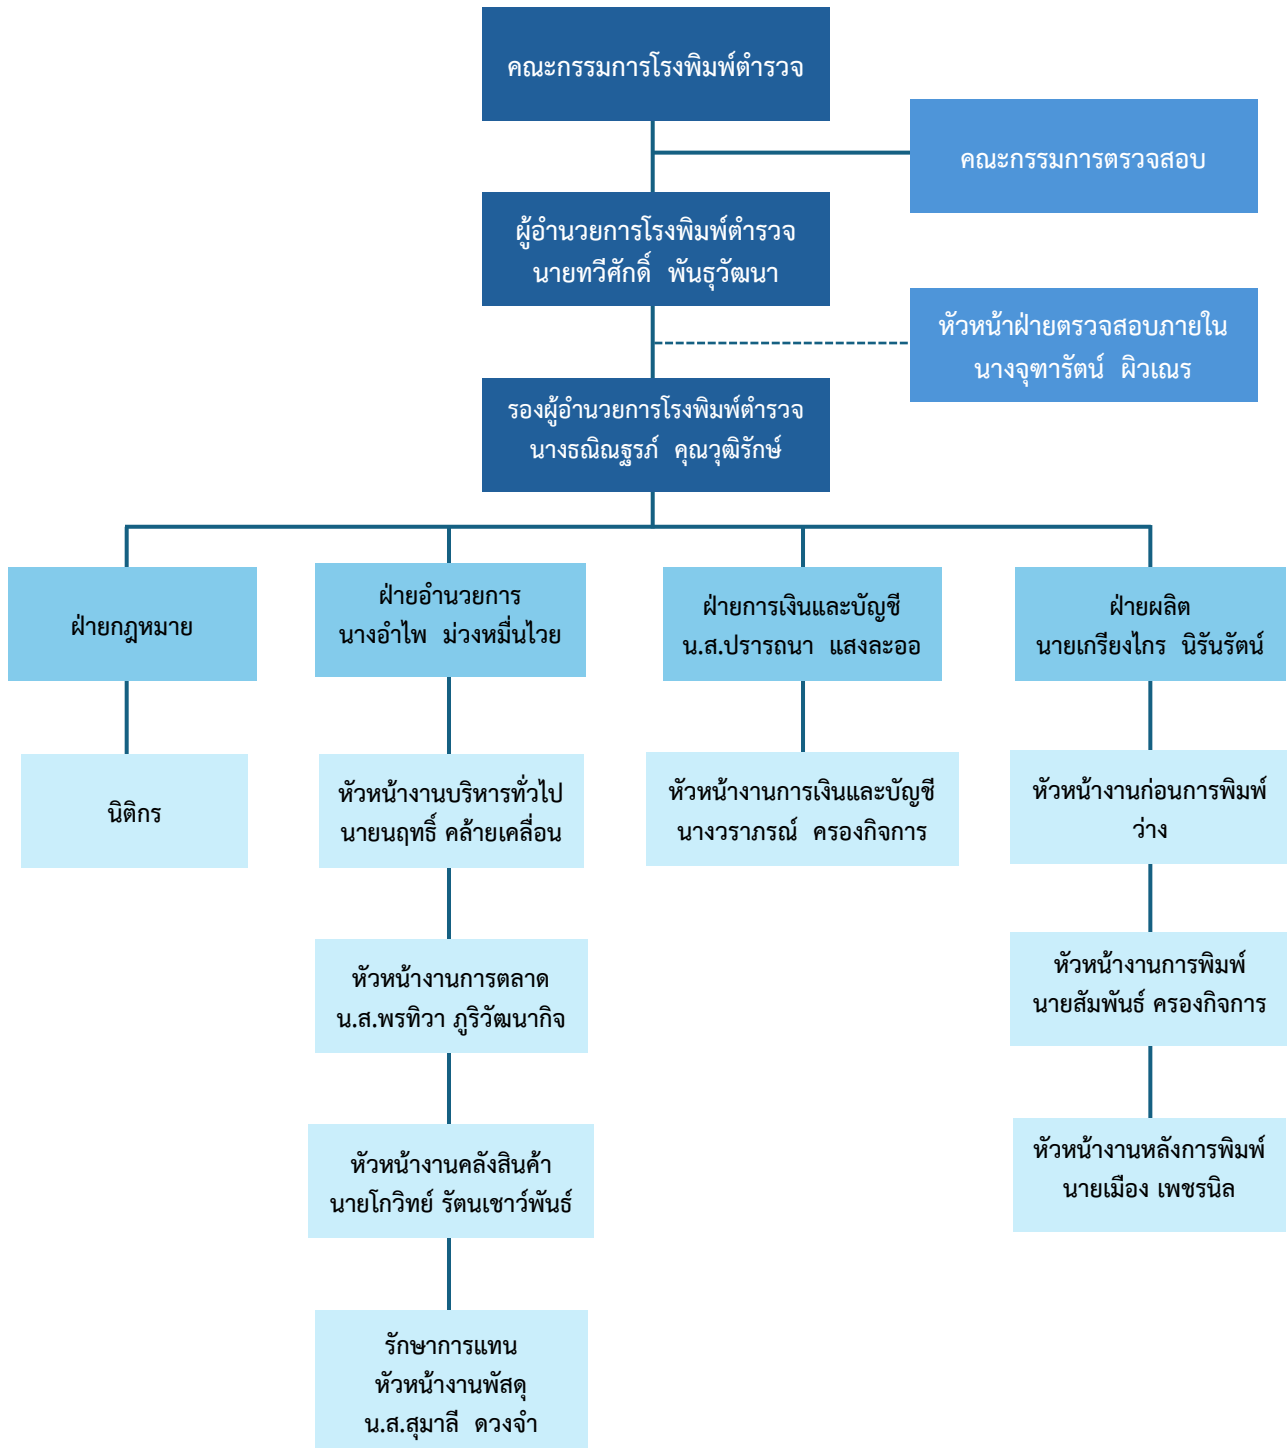 คณะกรรมการโรงพิมพ์ตำรวจ
คณะกรรมการตรวจสอบ
ผู้อำนวยการโรงพิมพ์ตำรวจ
นายทวีศักดิ์ พันธุวัฒนา
หัวหน้าฝ่ายตรวจสอบภายใน
นางจุฑารัตน์ ผิวเณร
รองผู้อำนวยการโรงพิมพ์ตำรวจ
นางธณิณฐรภ์ คุณวุฒิรักษ์
ฝ่ายกฎหมาย
ฝ่ายอำนวยการ
นางอำไพ ม่วงหมื่นไวย
ฝ่ายการเงินและบัญชี
น.ส.ปรารถนา แสงละออ
ฝ่ายผลิต
นายเกรียงไกร นิรันรัตน์
นิติกร
หัวหน้างานบริหารทั่วไป
นายนฤทธิ์ คล้ายเคลื่อน
หัวหน้างานการเงินและบัญชี
นางวราภรณ์ ครองกิจการ
หัวหน้างานก่อนการพิมพ์
ว่าง
หัวหน้างานการตลาด
น.ส.พรทิวา ภูริวัฒนากิจ
หัวหน้างานการพิมพ์
นายสัมพันธ์ ครองกิจการ
หัวหน้างานคลังสินค้า
นายโกวิทย์ รัตนเชาว์พันธ์
หัวหน้างานหลังการพิมพ์
นายเมือง เพชรนิล
รักษาการแทน
หัวหน้างานพัสดุ
น.ส.สุมาลี ดวงจำ